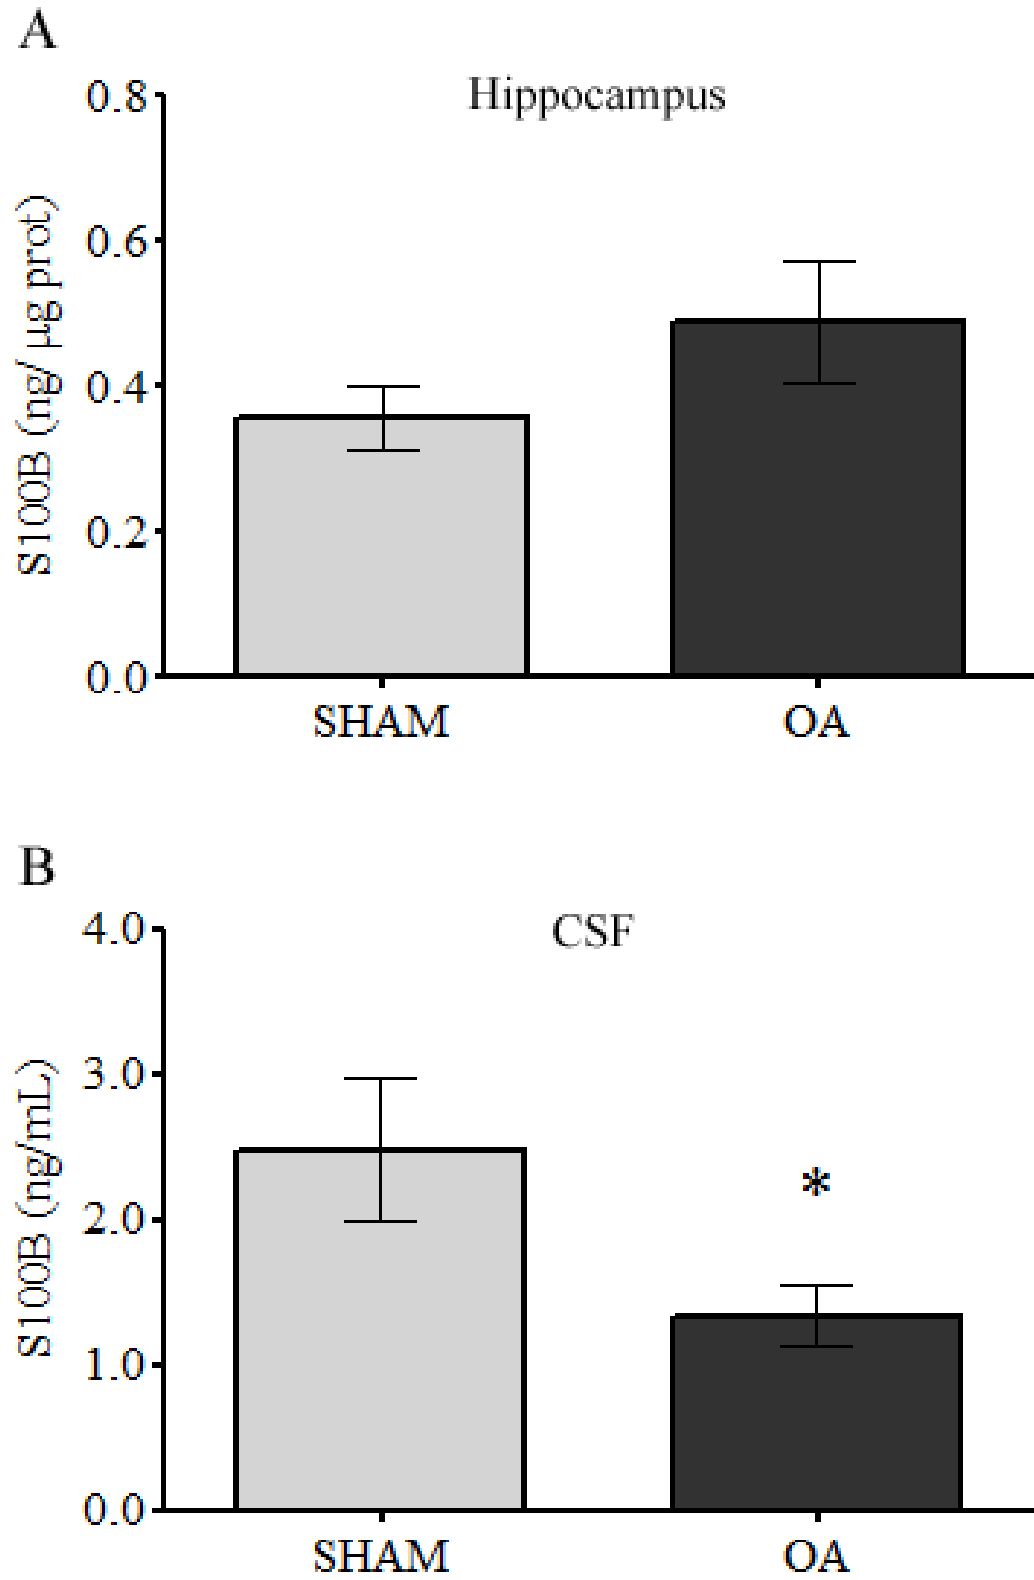 A
Hippocampus
S100B (ng/ µg prot)
0.8
0.6
0.4
0.2
0.0
SHAM OA
B
CSF
S100B (ng/mL)
4.0
3.0
2.0
1.0
0.0
*
SHAM OA